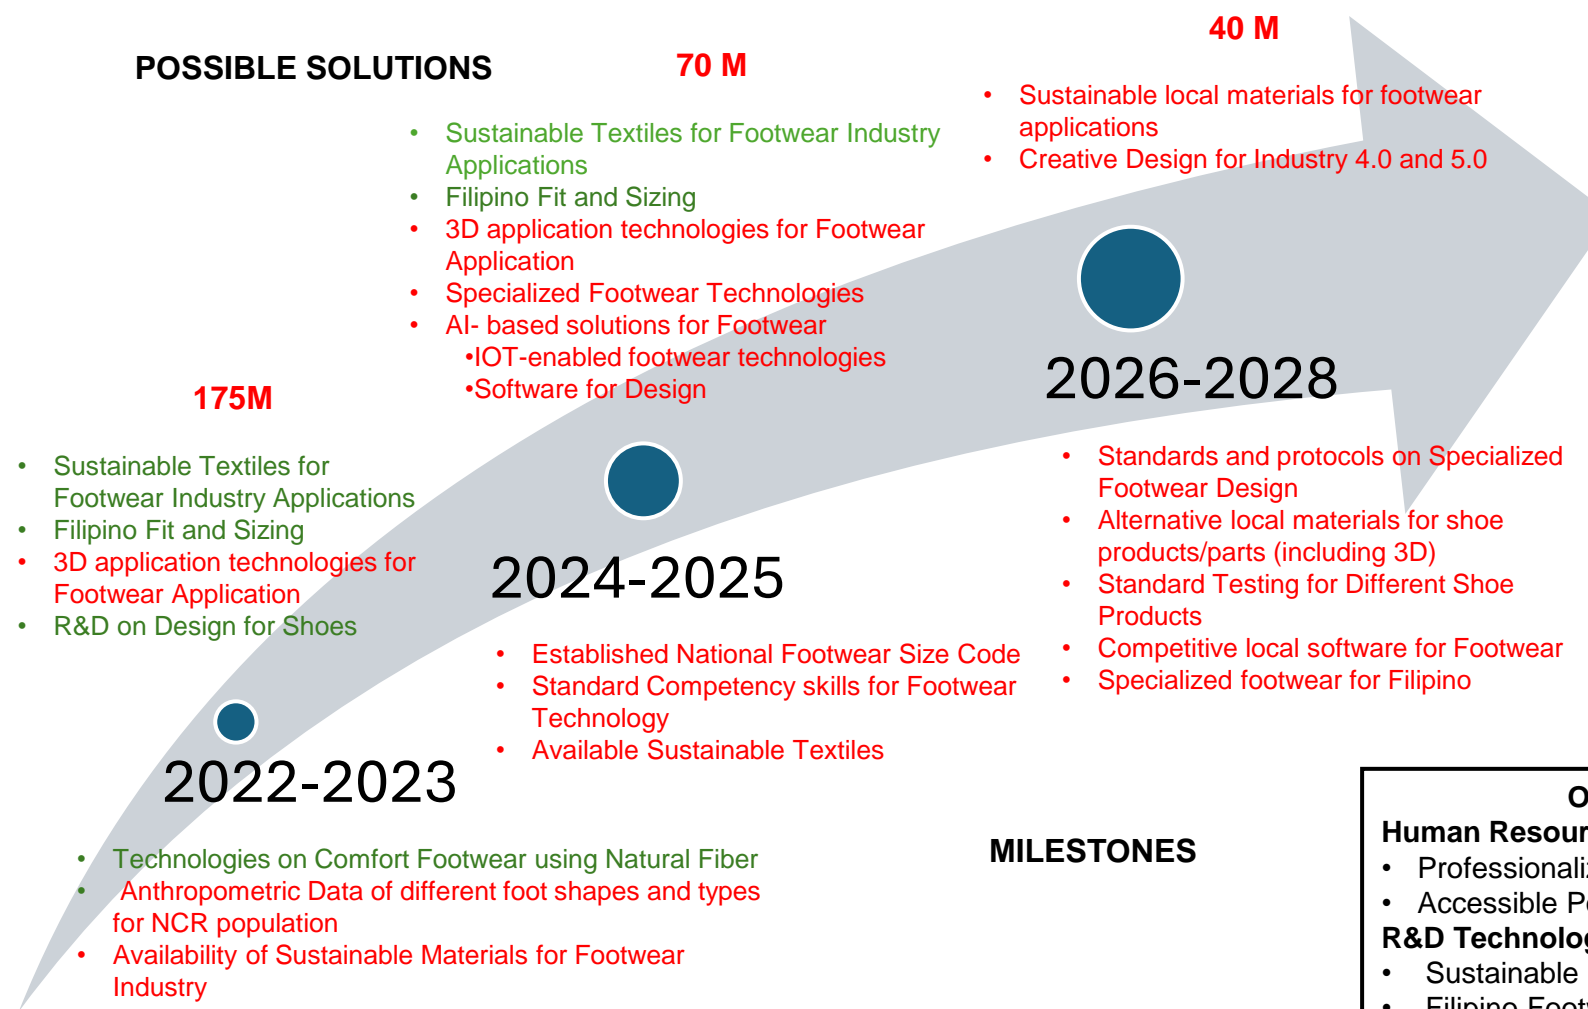 POSSIBLE SOLUTIONS
175M
• Sustainable Textiles for
Footwear Industry Applications
• Filipino Fit and Sizing
• 3D application technologies for
Footwear Application
• R&D on Design for Shoes
2022-2023
• Technologies on Comfort Footwear using Natural Fiber
• Anthropometric Data of different foot shapes and types
for NCR population
• Availability of Sustainable Materials for Footwear
Industry
70 M
• Sustainable Textiles for Footwear Industry
Applications
• Filipino Fit and Sizing
• 3D application technologies for Footwear
Application
• Specialized Footwear Technologies
• AI- based solutions for Footwear
•IOT-enabled footwear technologies
•Software for Design
2024-2025
• Established National Footwear Size Code
• Standard Competency skills for Footwear
Technology
• Available Sustainable Textiles
40 M
• Sustainable local materials for footwear
applications
• Creative Design for Industry 4.0 and 5.0
2026-2028
• Standards and protocols on Specialized
Footwear Design
• Alternative local materials for shoe
products/parts (including 3D)
• Standard Testing for Different Shoe
Products
• Competitive local software for Footwear
• Specialized footwear for Filipino
MILESTONES
Human
•
• Accessible
R&D
• Sustainable
• Filipino